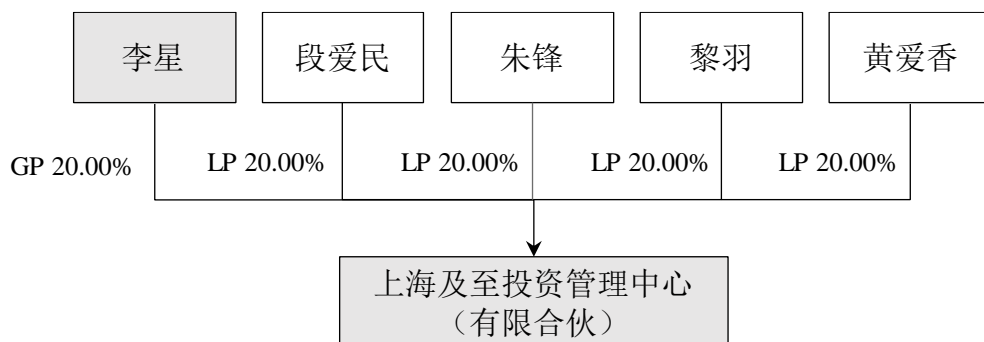 李星
段爱民
朱锋
黎羽
黄爱香
GP 20.00%
LP 20.00%
LP 20.00%
LP 20.00%
LP 20.00%
上海及至投资管理中心
（有限合伙）